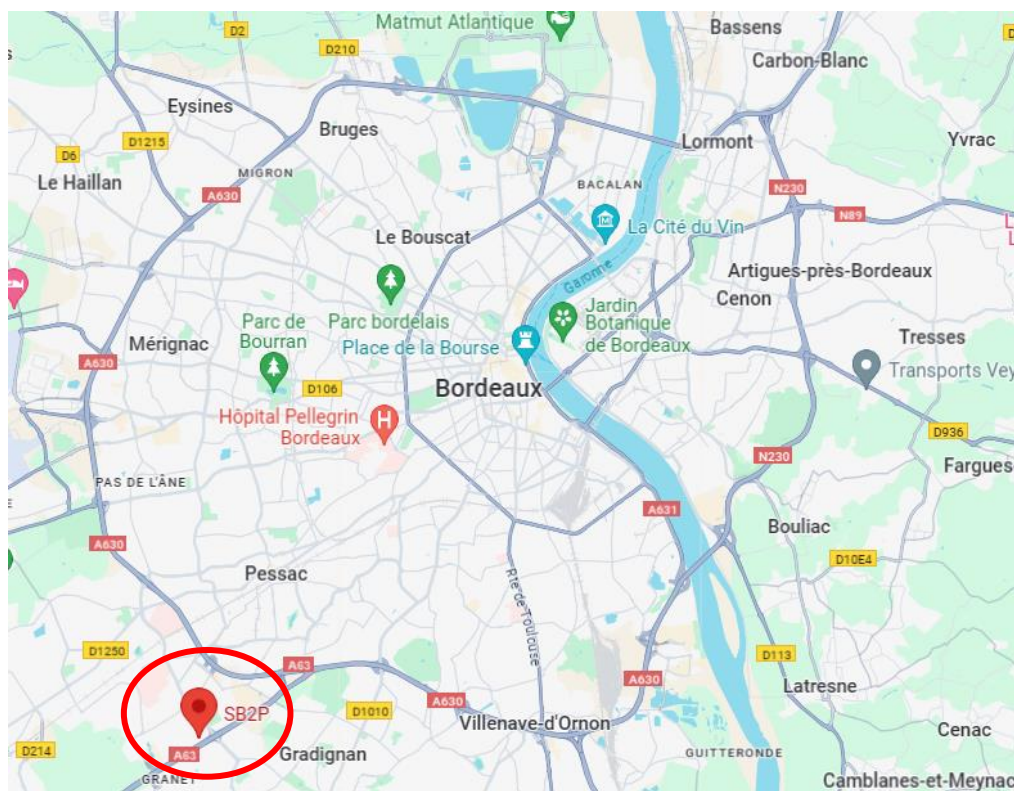 Matmut Atlantique
Bassens
D2
D210
Carbon-Blanc
Eysines
Bruges
D1215
Lormont
Yvrac
D6
MIGRON
Le Haillan
A630
BACALAN
N230
N89
La Cité du Vin
Le Bouscat
Garonne
Artigues-près-Bordeaux
Cenon
Jardin
Botanique
de Bordeaux
Parc de
Bourran
Parc bordelais
Place de la Bourse
Mérignac
A630
Tresses
Transports Vey
D106
Bordeaux
Hôpital Pellegrin
Bordeaux
D936
N230
Fargues
PAS DE L'ÂNE
A631
Bouliac
A630
D10E4
Pessac
Rte de Toulouse
D1250
A63
D113
A630
Latresne
SB2P
D1010
A630
Villenave-d'Ornon
Cenac
D214
A63
Gradignan
GUITTERONDE
GRANET
Camblanes-et-Meynac